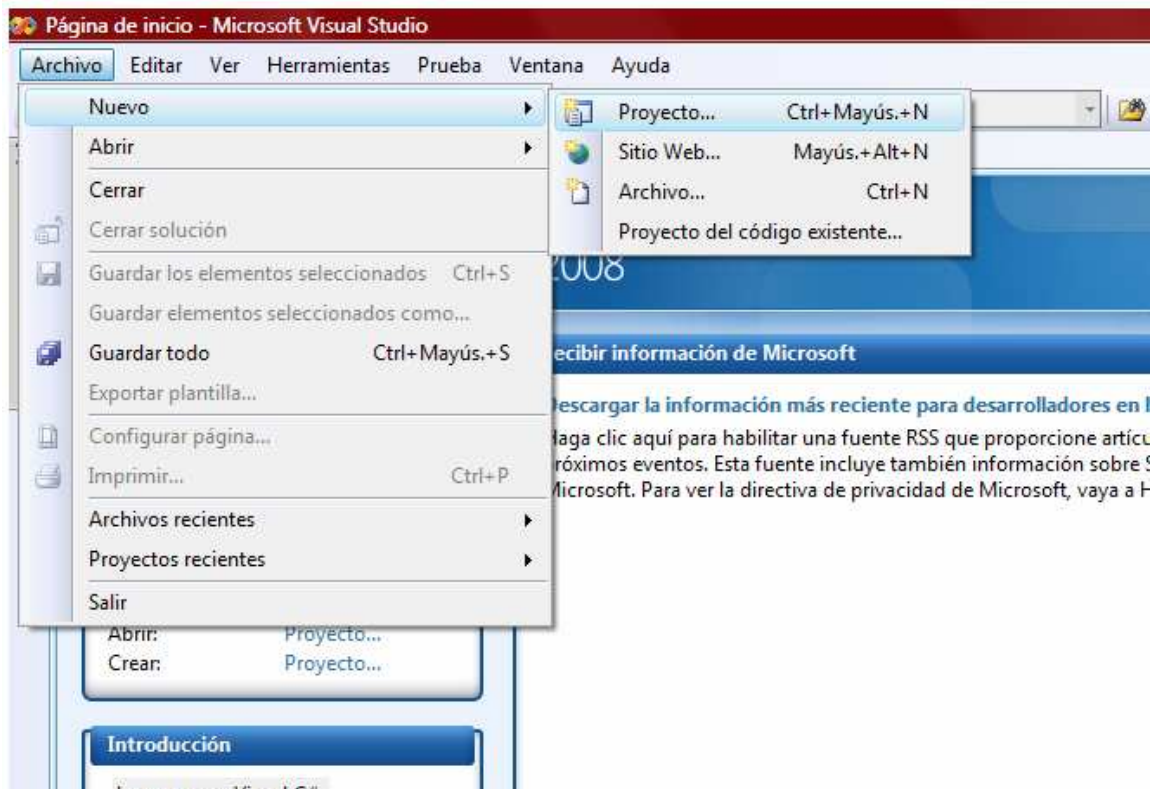 Página de inicio - Microsoft Visual Studio
Archivo Editar Ver Herramientas Prueba Ventana Ayuda
Nuevo
Abrir
Cerrar
Cerrar solución
Guardar los elementos seleccionados Ctrl+S
Guardar elementos seleccionados como...
Guardar todo Ctrl+Mayús.+S
Exportar plantilla...
Configurar página...
Imprimir... Ctrl+P
Archivos recientes
Proyectos recientes
Salir
Proyecto... Ctrl+Mayús.+N
Sitio Web... Mayús.+Alt+N
Archivo... Ctrl+N
Proyecto del código existente...
2008
ecibir información de Microsoft
escargar la información más reciente para desarrolladores en l
aga clic aquí para habilitar una fuente RSS que proporcione artícu
róximos eventos. Esta fuente incluye también información sobre S
Microsoft. Para ver la directiva de privacidad de Microsoft, vaya a H
Abrir: Proyecto...
Crear: Proyecto...
Introducción